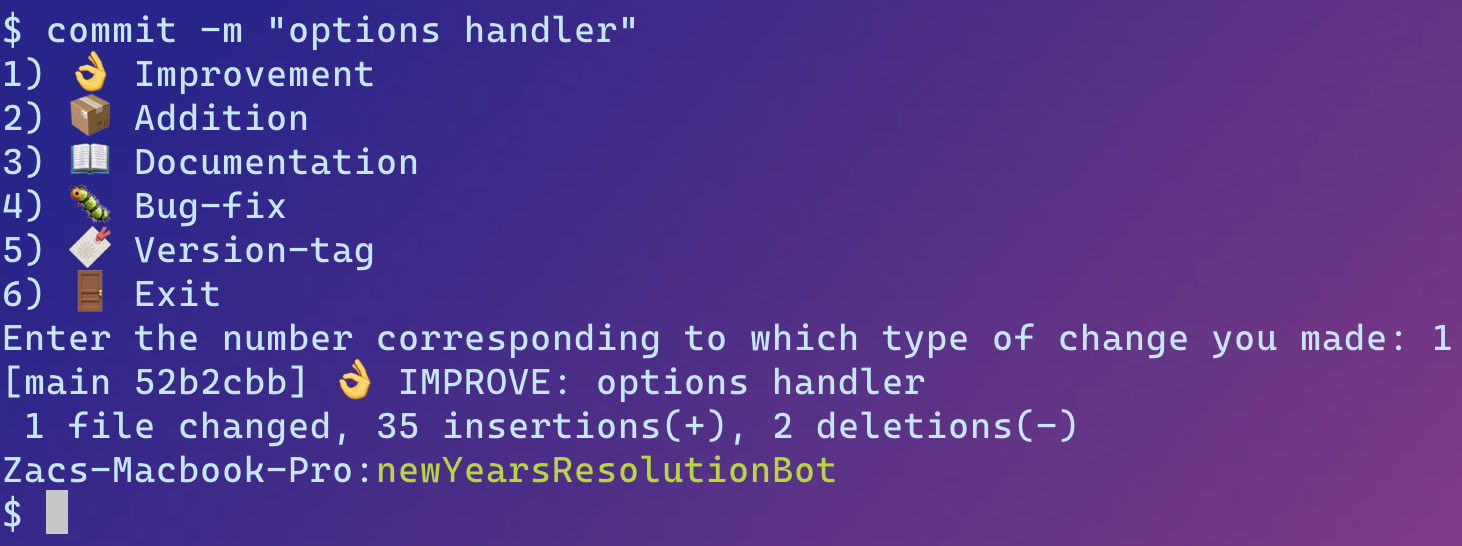 $ commit -m "options handler"
1) 👌 Improvement
2) 📦 Addition
3) 📖 Documentation
4) 🐛 Bug-fix
5) 🔖 Version-tag
6) 🚪 Exit
Enter the number corresponding to which type of change you made: 1
[main 52b2cbb] 👌 IMPROVE: options handler
 1 file changed, 35 insertions(+), 2 deletions(-)
Zacs-Macbook-Pro:newYearsResolutionBot
$